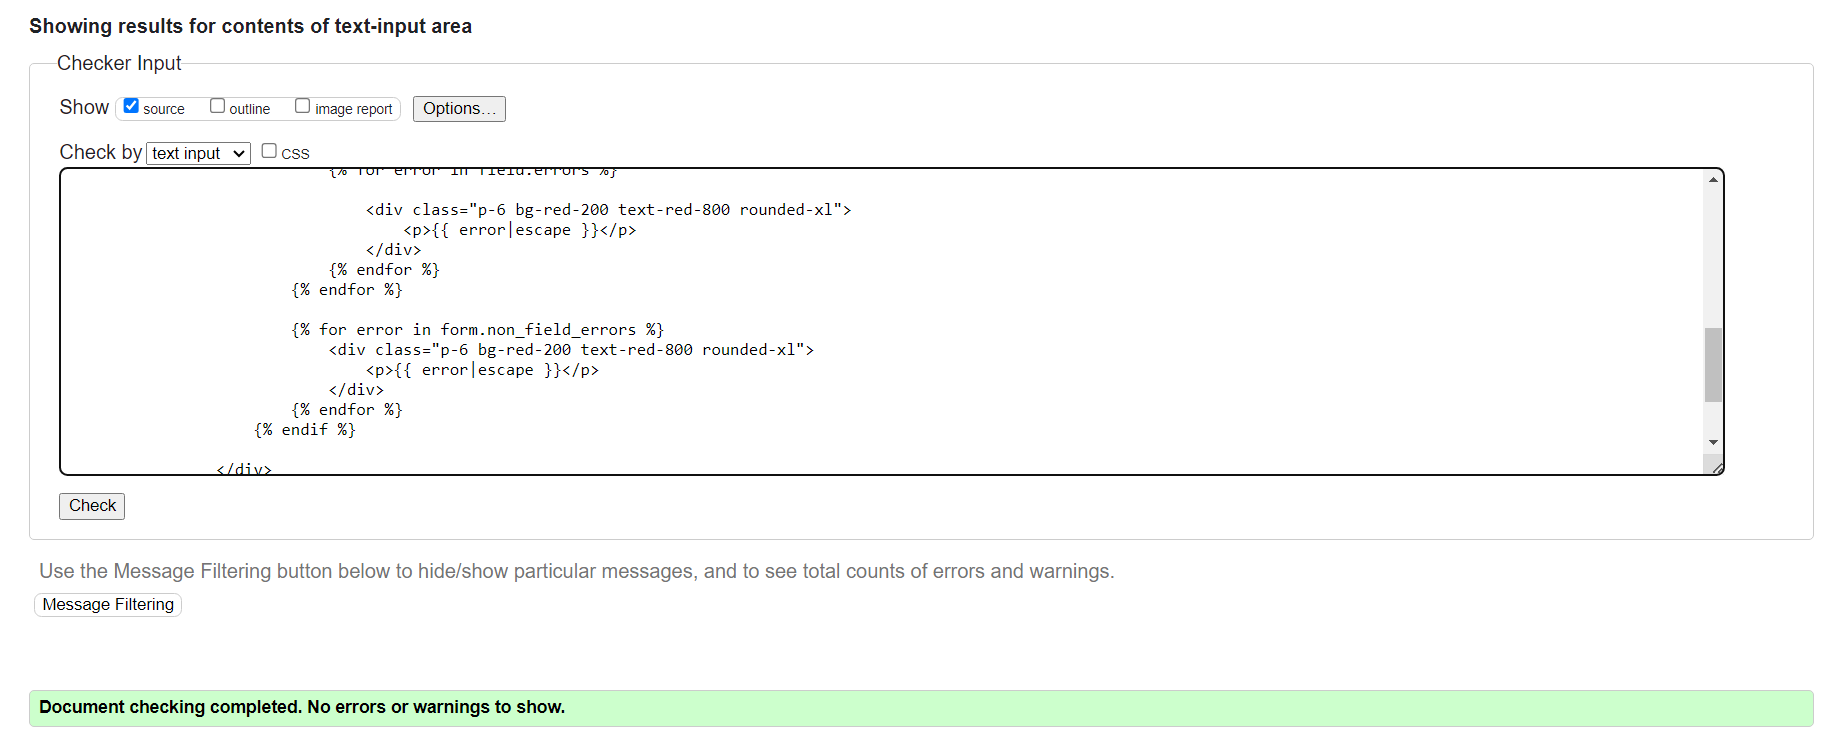 Showing results for contents of text-input area
Checker Input
Show source outline image report Options...
Check by text input CSS
{% for error in field.errors %}
<div class="p-6 bg-red-200 text-red-800 rounded-xl">
<p>{{ error|escape }}</p>
</div>
{% endfor %}
{% endfor %}
{% for error in form.non_field_errors %}
<div class="p-6 bg-red-200 text-red-800 rounded-xl">
<p>{{ error|escape }}</p>
</div>
{% endfor %}
{% endif %}
</div>
Check
Use the Message Filtering button below to hide/show particular messages, and to see total counts of errors and warnings.
Message Filtering
Document checking completed. No errors or warnings to show.